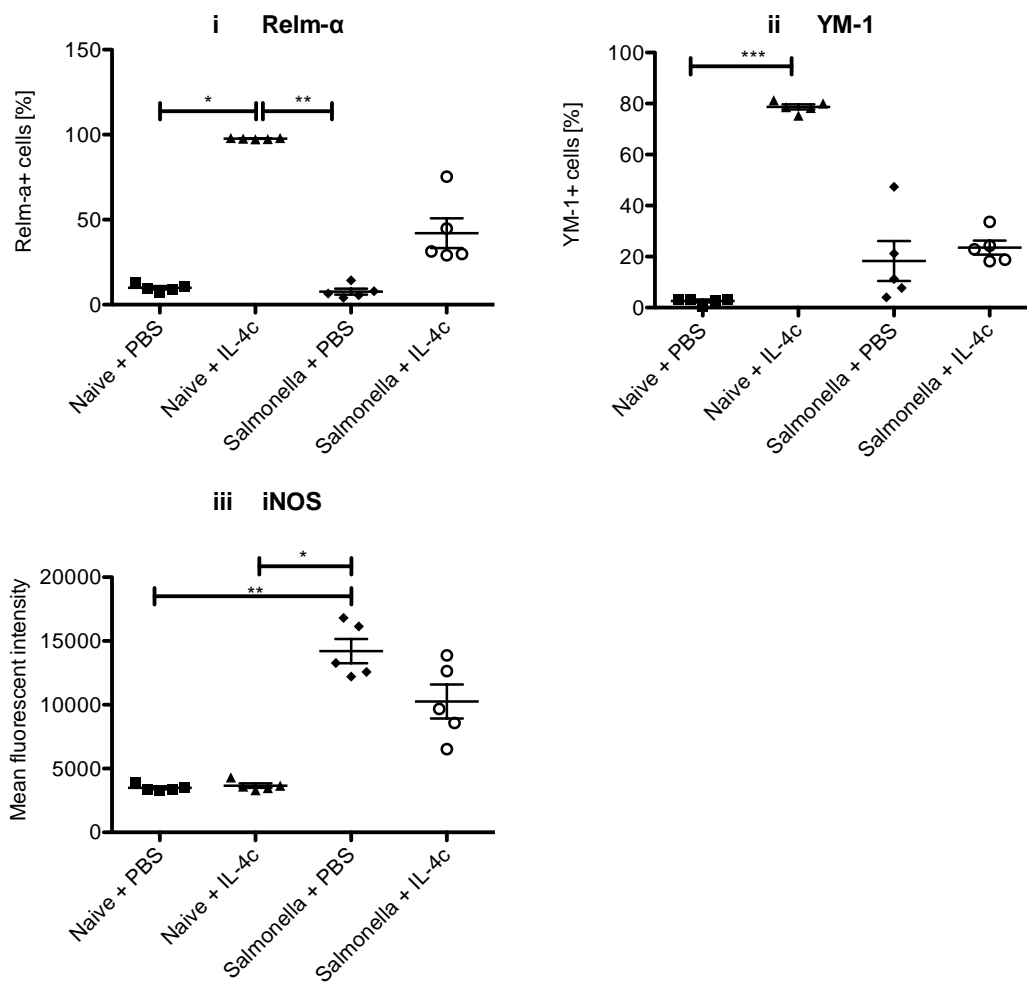 i Relm-α
Relm-a+ cells [%]
150
100
50
0
* **
Naive + PBS
Naive + IL-4c
Salmonella + PBS
Salmonella + IL-4c
ii YM-1
YM-1+ cells [%]
100
80
60
40
20
0
***
Naive + PBS
Naive + IL-4c
Salmonella + PBS
Salmonella + IL-4c
iii iNOS
Mean fluorescent intensity
20000
15000
10000
5000
0
*
**
Naive + PBS
Naive + IL-4c
Salmonella + PBS
Salmonella + IL-4c